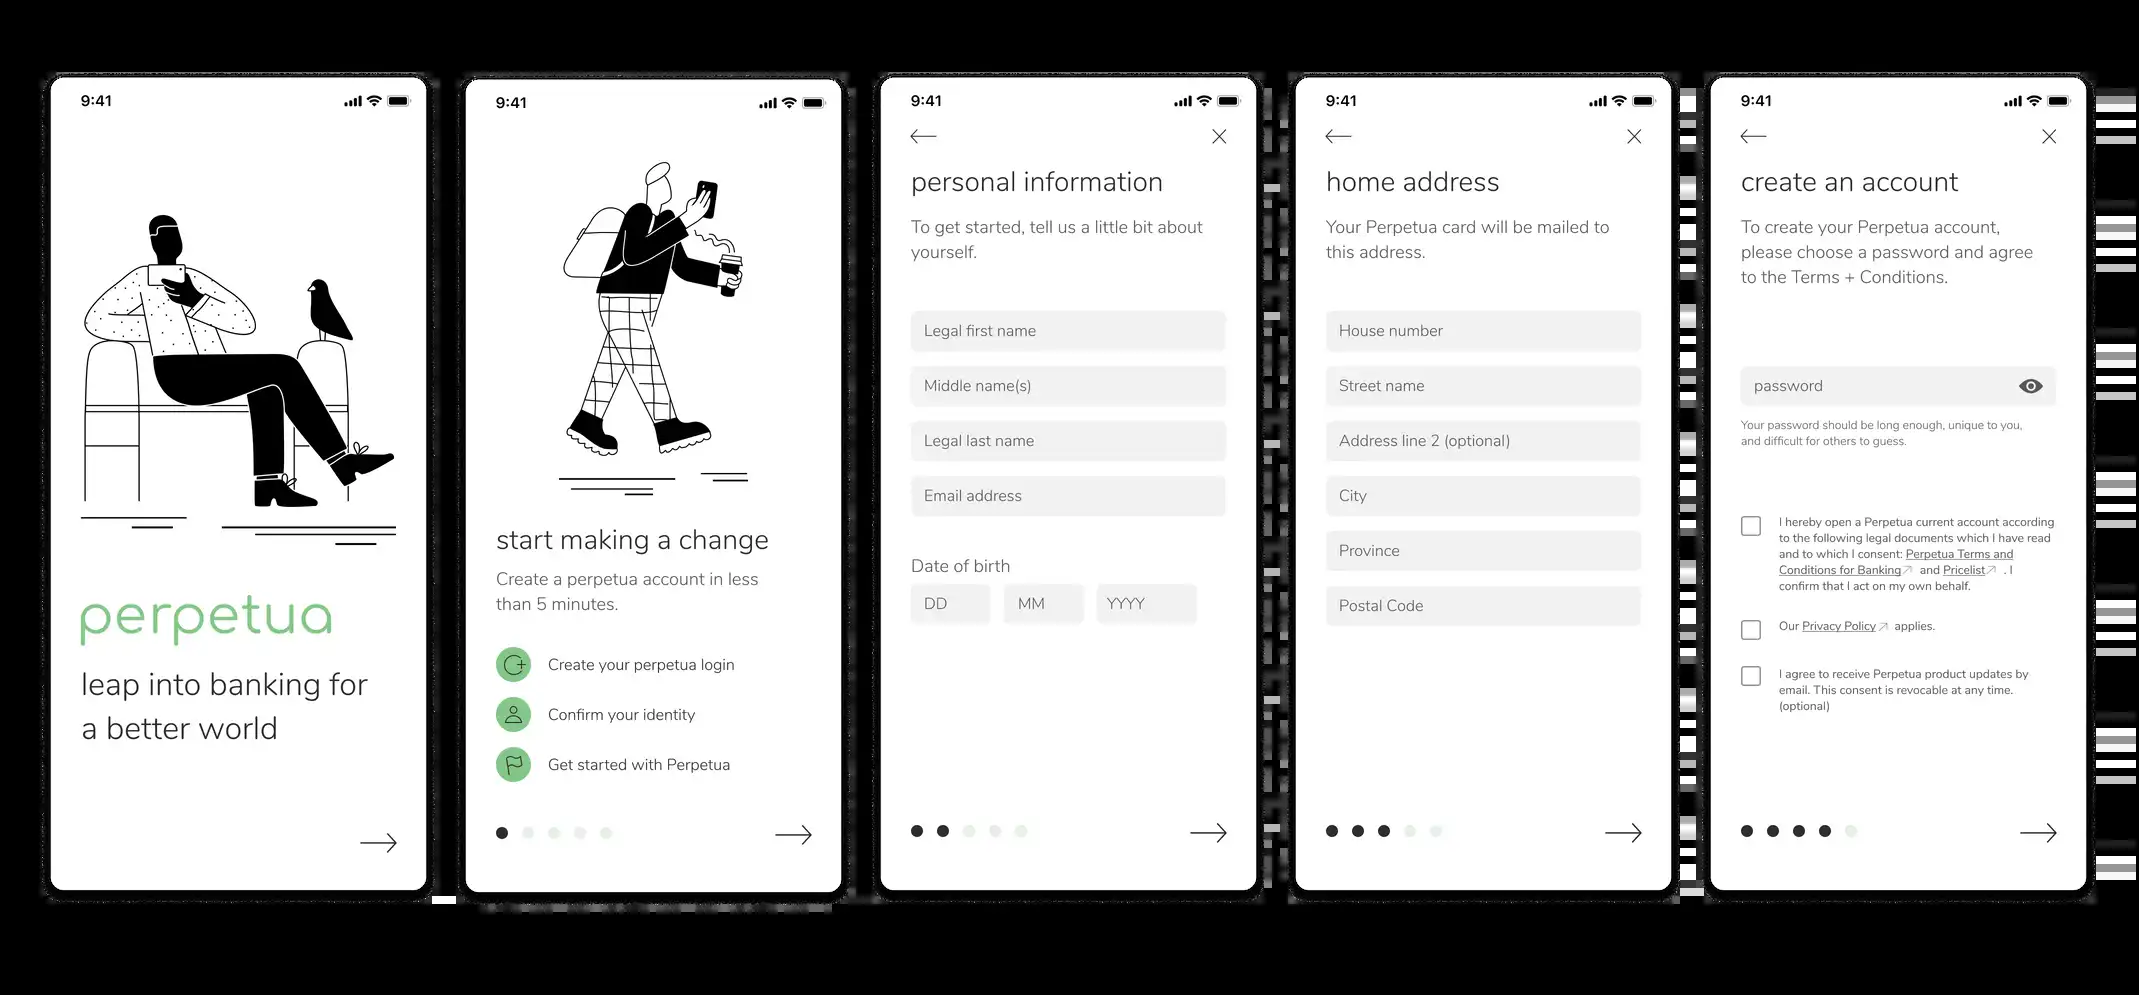 9:41
perpetua
leap into banking for
a better world
9:41
start making a change
Create a perpetua account in less
than 5 minutes.
Create your perpetua login
Confirm your identity
Get started with Perpetua
9:41
personal information
To get started, tell us a little bit about
yourself.
Legal first name
Middle name(s)
Legal last name
Email address
Date of birth
DD MM YYYY
9:41
home address
Your Perpetua card will be mailed to
this address.
House number
Street name
Address line 2 (optional)
City
Province
Postal Code
9:41
create an account
To create your Perpetua account,
please choose a password and agree
to the Terms + Conditions.
password
Your password should be long enough, unique to you,
and difficult for others to guess.
I hereby open a Perpetua current account according
to the following legal documents which I have read
and to which I consent: Perpetua Terms and
Conditions for Banking and Pricelist . I
confirm that I act on my own behalf.
Our Privacy Policy applies.
I agree to receive Perpetua product updates by
email. This consent is revocable at any time.
(optional)